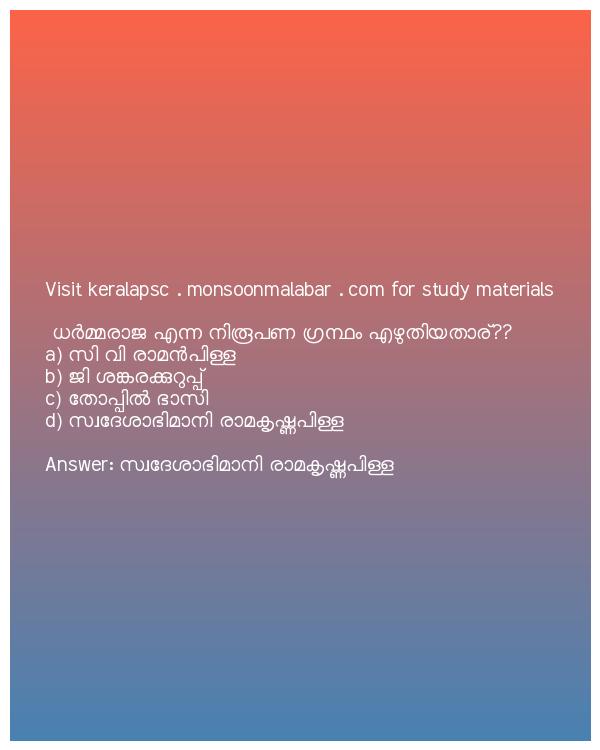 Visit keralapsc . monsoonmalabar . com for study materials
ധർമ്മരാജ എന്ന നിരൂപണ ഗ്രന്ഥം എഴുതിയതാര്??
a) സി വി രാമൻപിള്ള
b) ജി ശങ്കരക്കുറുപ്പ്
c) തോപ്പിൽ ഭാസി
d) സ്വദേശാഭിമാനി രാമകൃഷ്ണപിള്ള
Answer: സ്വദേശാഭിമാനി രാമകൃഷ്ണപിള്ള